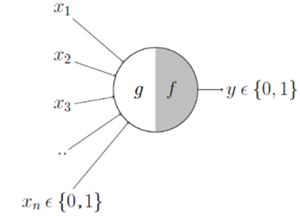 x₁
x₂
g f y ϵ {0, 1}
x₃
..
xₙ ϵ {0, 1}